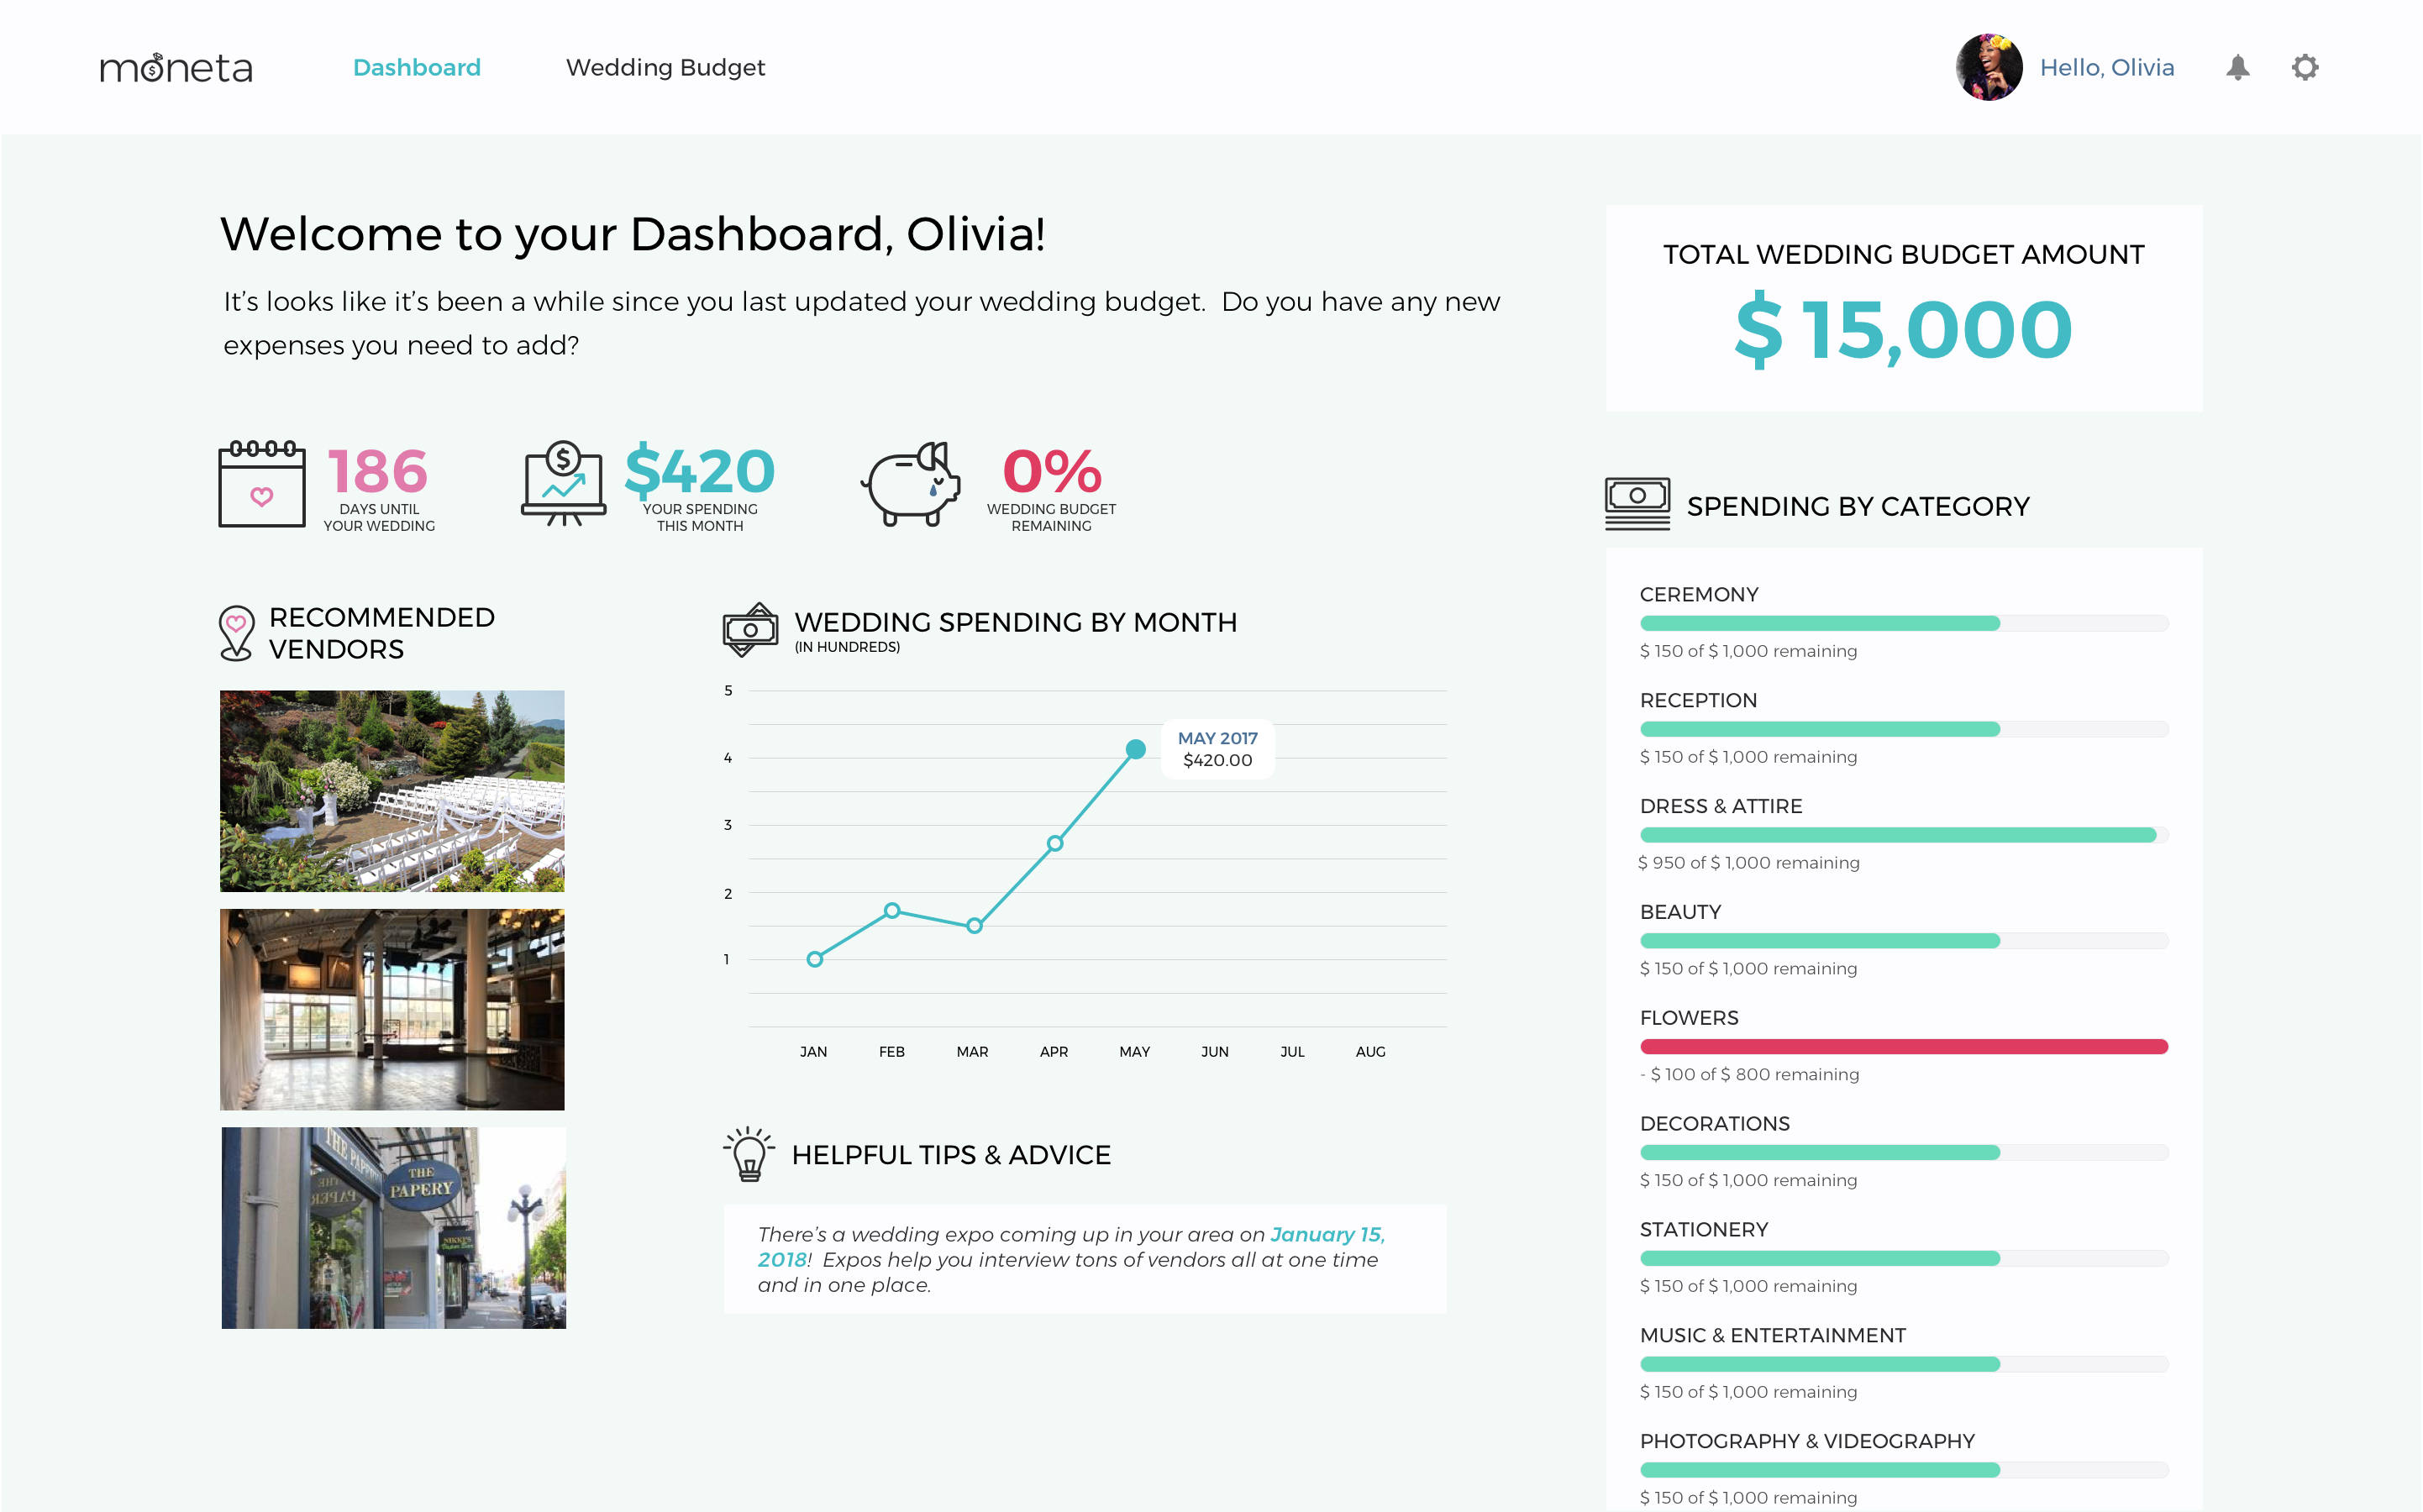 moneta
Dashboard
Wedding Budget
Hello, Olivia
Welcome to your Dashboard, Olivia!
It's looks like it's been a while since you last updated your wedding budget.  Do you have any new
expenses you need to add?
186
DAYS UNTIL
YOUR WEDDING
$
$420
YOUR SPENDING
THIS MONTH
0%
WEDDING BUDGET
REMAINING
RECOMMENDED
VENDORS
THE PAPERY
THE
PAPERY
NIKKI'S
WEDDING SPENDING BY MONTH
(IN HUNDREDS)
5
4
3
2
1
MAY 2017
$420.00
JAN
FEB
MAR
APR
MAY
JUN
JUL
AUG
HELPFUL TIPS & ADVICE
There's a wedding expo coming up in your area on January 15,
2018!  Expos help you interview tons of vendors all at one time
and in one place.
TOTAL WEDDING BUDGET AMOUNT
$ 15,000
SPENDING BY CATEGORY
CEREMONY
$ 150 of $ 1,000 remaining
RECEPTION
$ 150 of $ 1,000 remaining
DRESS & ATTIRE
$ 950 of $ 1,000 remaining
BEAUTY
$ 150 of $ 1,000 remaining
FLOWERS
- $ 100 of $ 800 remaining
DECORATIONS
$ 150 of $ 1,000 remaining
STATIONERY
$ 150 of $ 1,000 remaining
MUSIC & ENTERTAINMENT
$ 150 of $ 1,000 remaining
PHOTOGRAPHY & VIDEOGRAPHY
$ 150 of $ 1,000 remaining